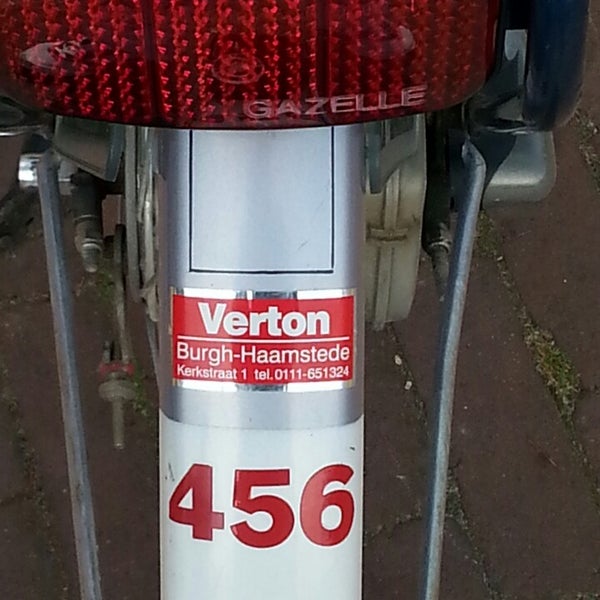 GAZELLE
Verton
Burgh-Haamstede
Kerkstraat 1 tel. 0111-651324
456